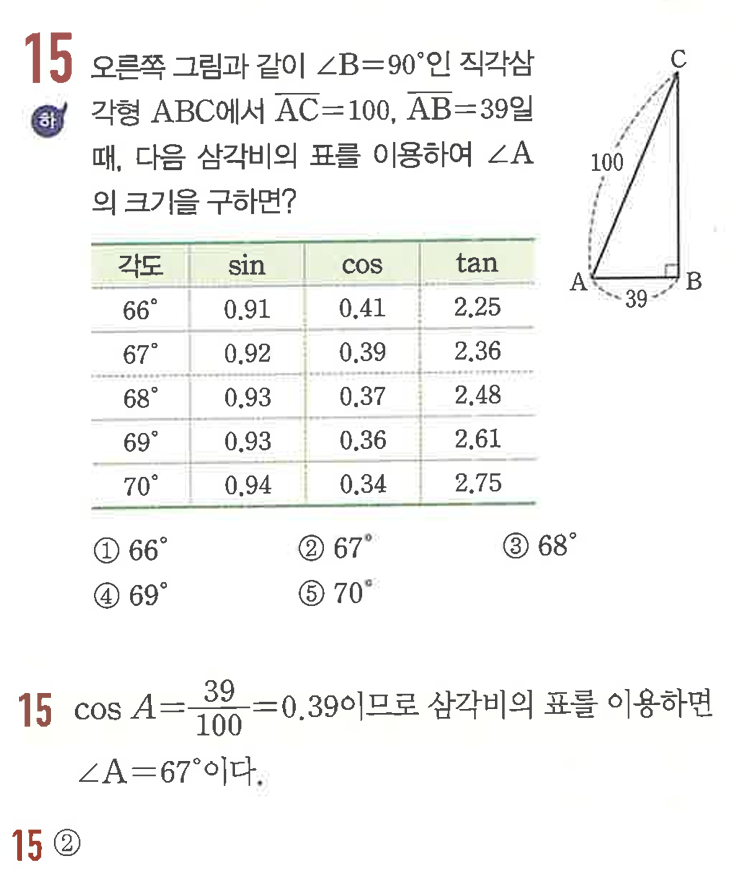 15 오른쪽 그림과 같이 ∠B=90°인 직각삼
하 각형 ABC에서 AC=100, AB=39일
때, 다음 삼각비의 표를 이용하여 ∠A
의 크기을 구하면?
C
100
A
B
39
각도 sin cos tan
66° 0.91 0.41 2.25
67° 0.92 0.39 2.36
68° 0.93 0.37 2.48
69° 0.93 0.36 2.61
70° 0.94 0.34 2.75
① 66° ② 67° ③ 68°
④ 69° ⑤ 70°
15 cos A=39/100=0.39이므로 삼각비의 표를 이용하면
∠A=67°이다.
15 ②